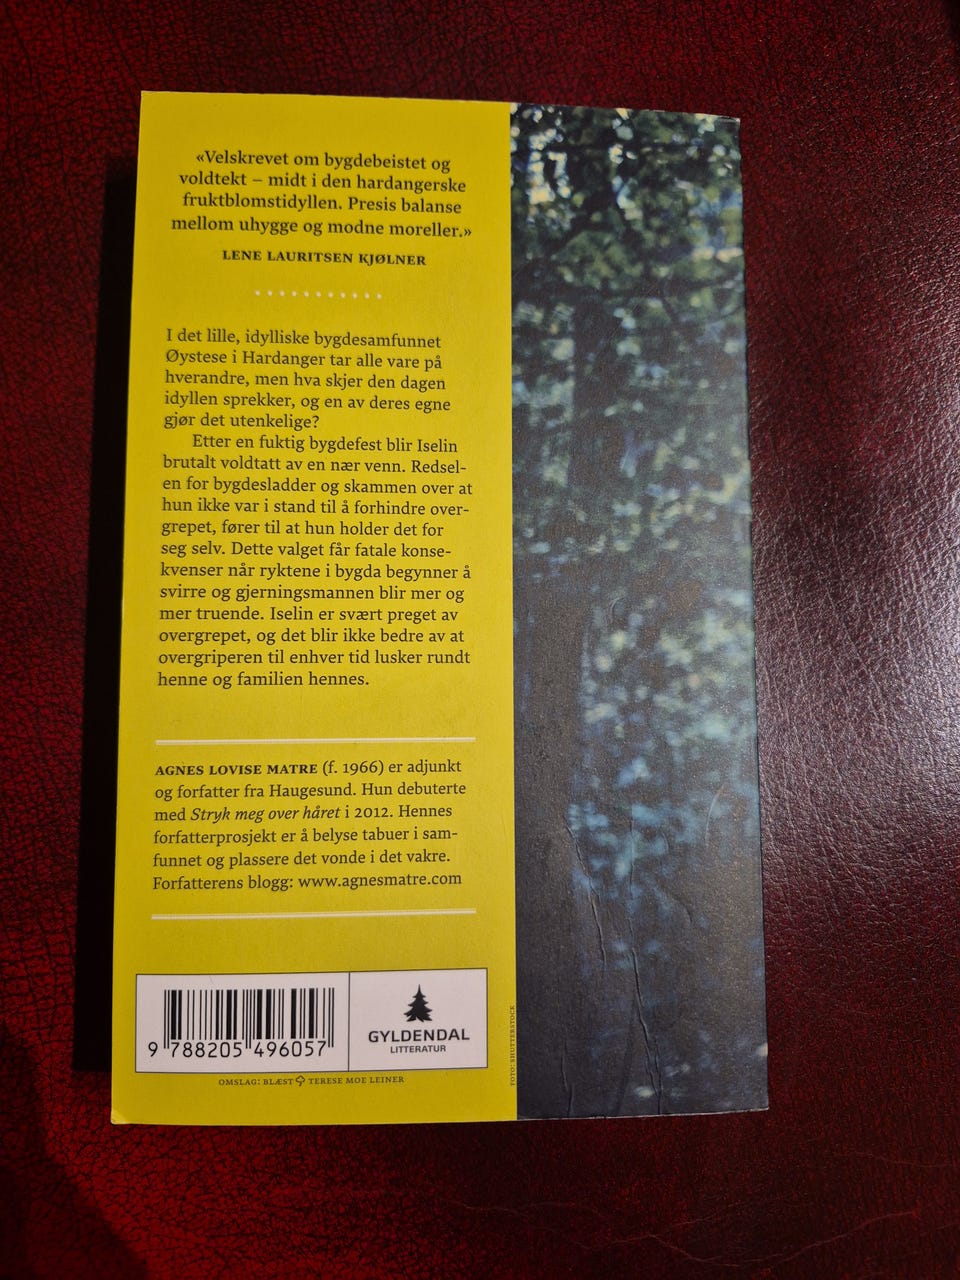 «Velskrevet om bygdebeistet og
voldtekt – midt i den hardangerske
fruktblomstidyllen. Presis balanse
mellom uhygge og modne moreller.»
LENE LAURITSEN KJØLNER
I det lille, idylliske bygdesamfunnet
Øystese i Hardanger tar alle vare på
hverandre, men hva skjer den dagen
idyllen sprekker, og en av deres egne
gjør det utenkelige?
Etter en fuktig bygdefest blir Iselin
brutalt voldtatt av en nær venn. Redsel-
en for bygdesladder og skammen over at
hun ikke var i stand til å forhindre over-
grepet, fører til at hun holder det for
seg selv. Dette valget får fatale konse-
kvenser når ryktene i bygda begynner å
svirre og gjerningsmannen blir mer og
mer truende. Iselin er svært preget av
overgrepet, og det blir ikke bedre av at
overgriperen til enhver tid lusker rundt
henne og familien hennes.
AGNES LOVISE MATRE (f. 1966) er adjunkt
og forfatter fra Haugesund. Hun debuterte
med Stryk meg over håret i 2012. Hennes
forfatterprosjekt er å belyse tabuer i sam-
funnet og plassere det vonde i det vakre.
Forfatterens blogg: www.agnesmatre.com
9 788205 496057
GYLDENDAL
LITTERATUR
OMSLAG: BLÆST TERESE MOE LEINER
FOTO: SHUTTERSTOCK